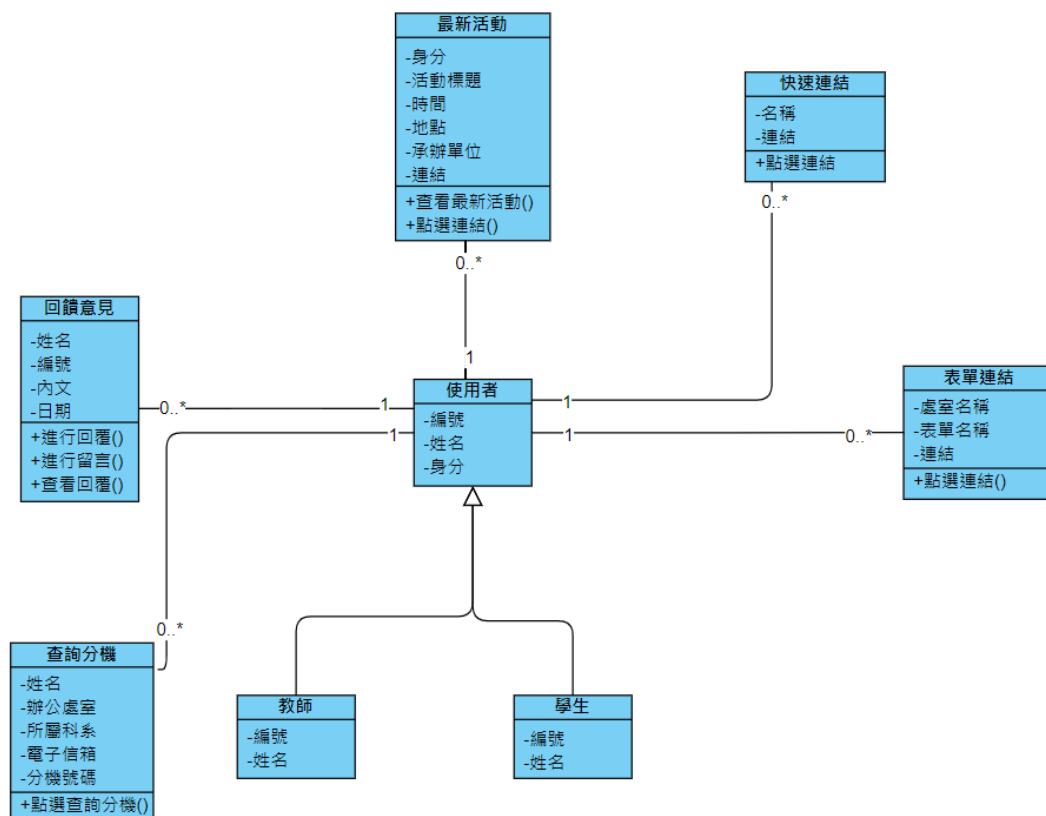 最新活動
-身分
-活動標題
-時間
-地點
-承辦單位
-連結
+查看最新活動()
+點選連結()
0..*
1
快速連結
-名稱
-連結
+點選連結
0..*
1
回饋意見
-姓名
-編號
-內文
-日期
+進行回覆()
+進行留言()
+查看回覆()
0..*
1
使用者
-編號
-姓名
-身分
表單連結
-處室名稱
-表單名稱
-連結
+點選連結()
1
0..*
1
0..*
查詢分機
-姓名
-辦公處室
-所屬科系
-電子信箱
-分機號碼
+點選查詢分機()
教師
-編號
-姓名
學生
-編號
-姓名